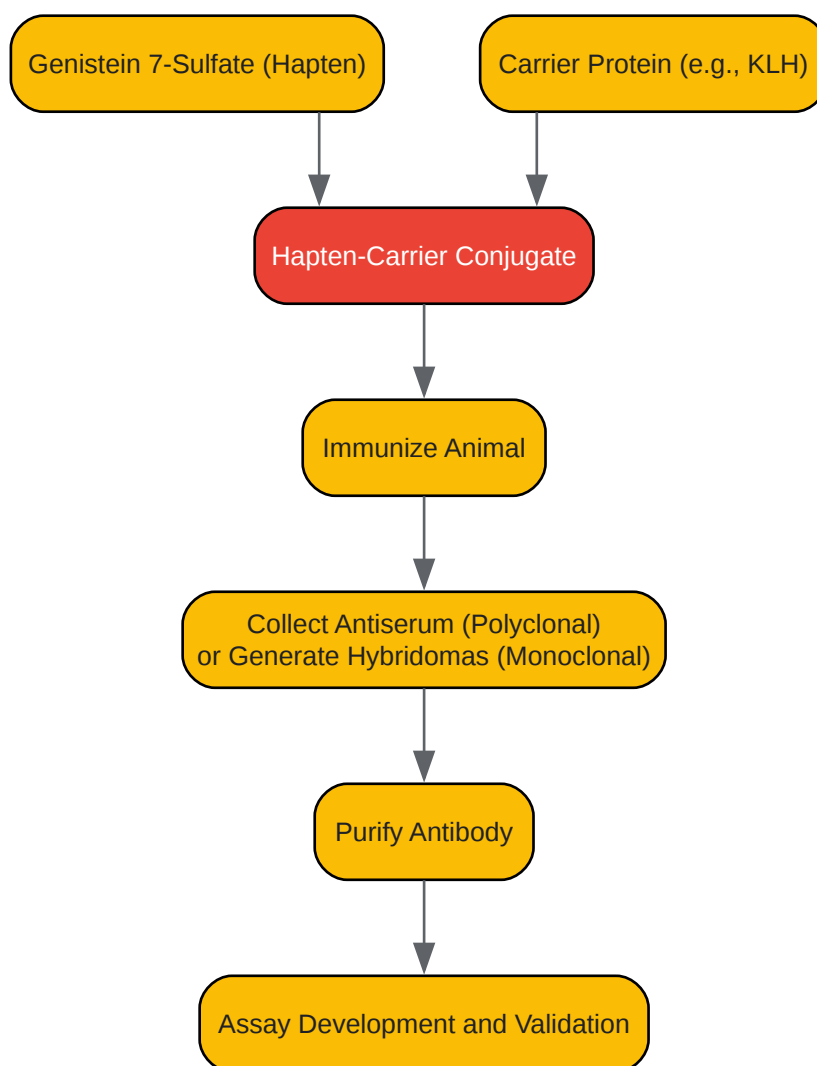 Genistein 7-Sulfate (Hapten)
Carrier Protein (e.g., KLH)
Hapten-Carrier Conjugate
Immunize Animal
Collect Antiserum (Polyclonal)
or Generate Hybridomas (Monoclonal)
Purify Antibody
Assay Development and Validation